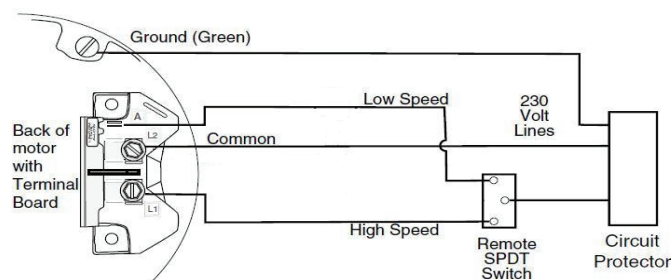 Ground (Green)
Low Speed
230
Volt
Lines
Back of
motor
with
Terminal
Board
A
L2
Common
L1
High Speed
Remote
SPDT
Switch
Circuit
Protector